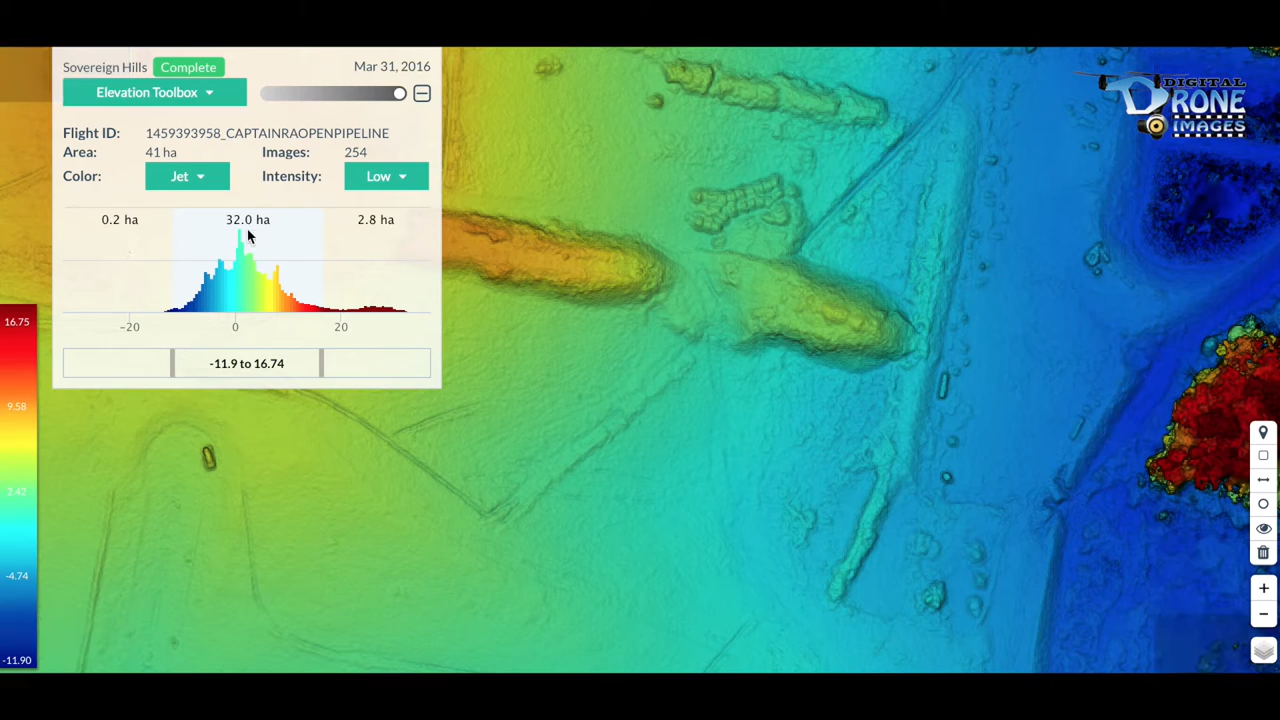 Sovereign Hills Complete Mar 31, 2016
Elevation Toolbox
Flight ID: 1459393958_CAPTAINRAOPENPIPELINE
Area: 41 ha Images: 254
Color: Jet Intensity: Low
0.2 ha 32.0 ha 2.8 ha
−20 0 20
-11.9 to 16.74
16.75
9.58
2.42
-4.74
-11.90
DIGITAL
DRONE
IMAGES